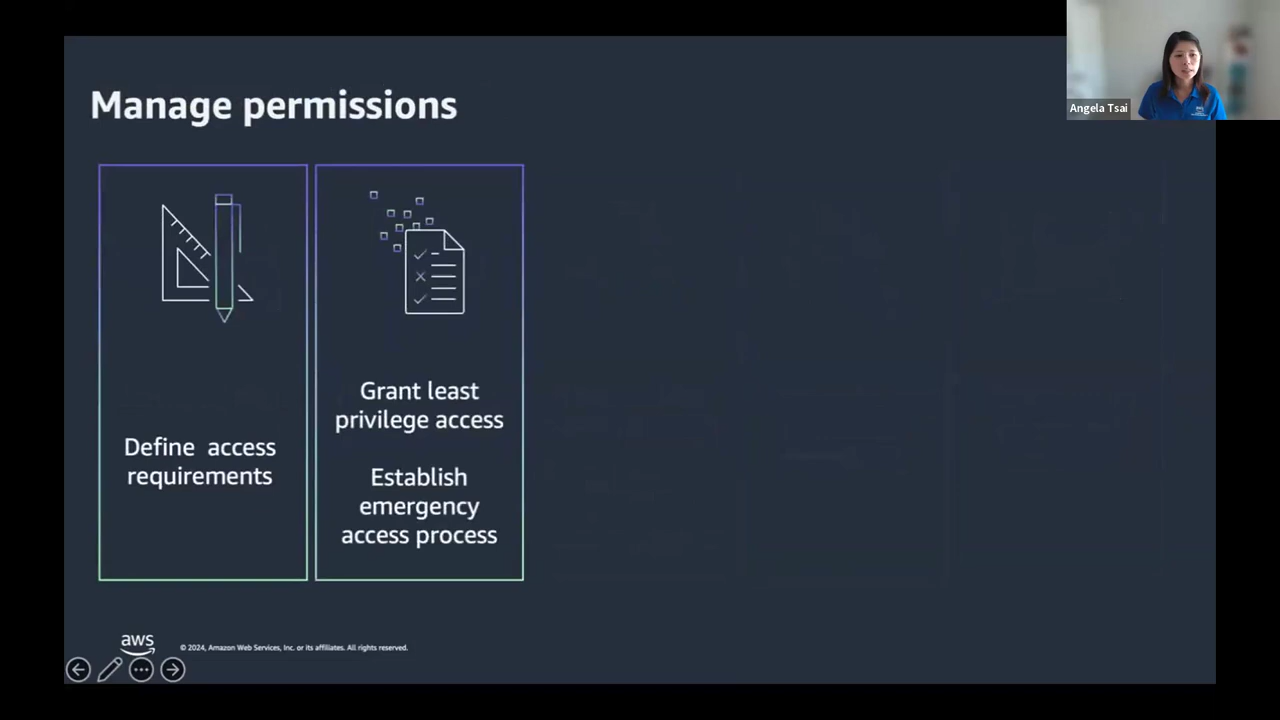 Angela Tsai
Manage permissions
Define access
requirements
Grant least
privilege access
Establish
emergency
access process
aws
© 2024, Amazon Web Services, Inc. or its affiliates. All rights reserved.